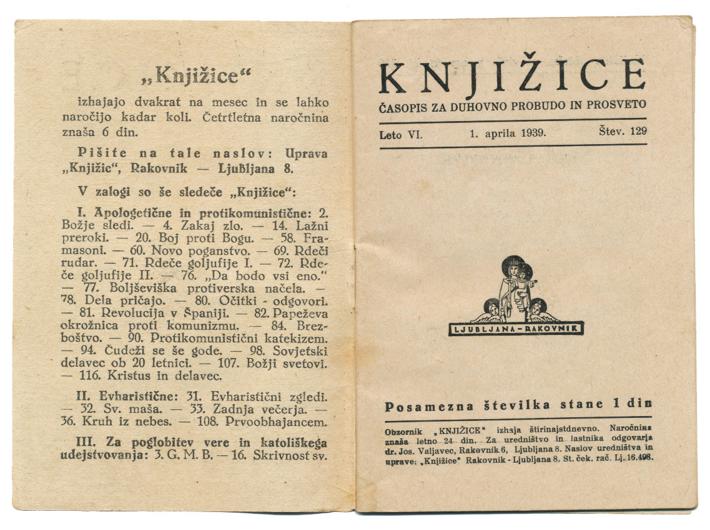 „Knjižice“
izhajajo dvakrat na mesec in se lahko
naročijo kadar koli. Četrtletna naročnina
znaša 6 din.
Pišite na tale naslov: Uprava
„Knjižic“, Rakovnik — Ljubljana 8.
V zalogi so še sledeče „Knjižice“:
I. Apologetične in protikomunistične: 2.
Božje sledi. — 4. Zakaj zlo. — 14. Lažni
preroki. — 20. Boj proti Bogu. — 58. Fra-
masoni. — 60. Novo poganstvo. — 69. Rdeči
rudar. — 71. Rdeče goljufije I. — 72. Rde-
če goljufije II. — 76. „Da bodo vsi eno.“
— 77. Boljševiška protiverska načela. —
78. Dela pričajo. — 80. Očitki - odgovori.
— 81. Revolucija v Španiji. — 82. Papeževa
okrožnica proti komunizmu. — 84. Brez-
boštvo. — 90. Protikomunistični katekizem.
— 94. Čudeži se še gode. — 98. Sovjetski
delavec ob 20 letnici. — 107. Božji svetovi.
— 116. Kristus in delavec.
II. Evharistične: 31. Evharistični zgledi.
— 32. Sv. maša. — 33. Zadnja večerja. —
36. Kruh iz nebes. — 108. Prvoobhajancem.
III. Za poglobitev vere in katoliškega
udejstvovanja: 3. G. M. B. — 16. Skrivnost sv.
KNJIŽICE
ČASOPIS ZA DUHOVNO PROBUDO IN PROSVETO
Leto VI. 1. aprila 1939. Štev. 129
LJUBLJANA - RAKOVNIK
Posamezna številka stane 1 din
Obzornik „KNJIŽICE“ izhaja štirinajstdnevno. Naročnina
znaša letno 24 din. Za uredništvo in lastnika odgovarja
dr. Jos. Valjavec, Rakovnik 6, Ljubljana 8. Naslov uredništva in
uprave: „Knjižice“ Rakovnik - Ljubljana 8. St. ček. rač. Lj. 16.498.